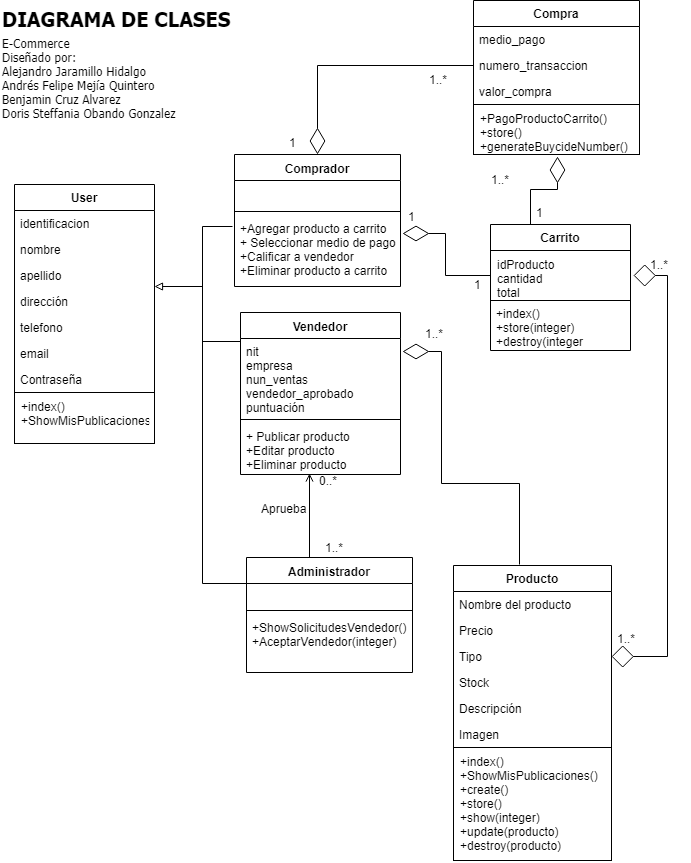 DIAGRAMA DE CLASES
E-Commerce
Diseñado por:
Alejandro Jaramillo Hidalgo
Andrés Felipe Mejía Quintero
Benjamin Cruz Alvarez
Doris Steffania Obando Gonzalez
Compra
medio_pago
numero_transaccion
valor_compra
+PagoProductoCarrito()
+store()
+generateBuycideNumber()
1..*
1
1..*
1
Comprador
+Agregar producto a carrito
+ Seleccionar medio de pago
+Calificar a vendedor
+Eliminar producto a carrito
1
1
User
identificacion
nombre
apellido
dirección
telefono
email
Contraseña
+index()
+ShowMisPublicaciones
Carrito
idProducto
cantidad
total
+index()
+store(integer)
+destroy(integer
1..*
Vendedor
nit
empresa
nun_ventas
vendedor_aprobado
puntuación
+ Publicar producto
+Editar producto
+Eliminar producto
1..*
0..*
Aprueba
1..*
Administrador
+ShowSolicitudesVendedor()
+AceptarVendedor(integer)
Producto
Nombre del producto
Precio
Tipo
Stock
Descripción
Imagen
+index()
+ShowMisPublicaciones()
+create()
+store()
+show(integer)
+update(producto)
+destroy(producto)
1..*